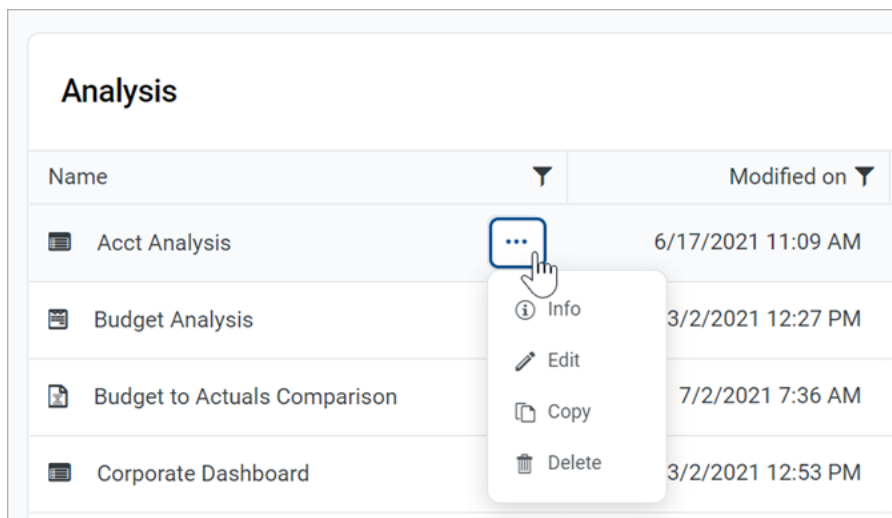 Analysis
Name Modified on
Acct Analysis ... 6/17/2021 11:09 AM
Info
Budget Analysis 3/2/2021 12:27 PM
Edit
Budget to Actuals Comparison 7/2/2021 7:36 AM
Copy
Delete
Corporate Dashboard 3/2/2021 12:53 PM